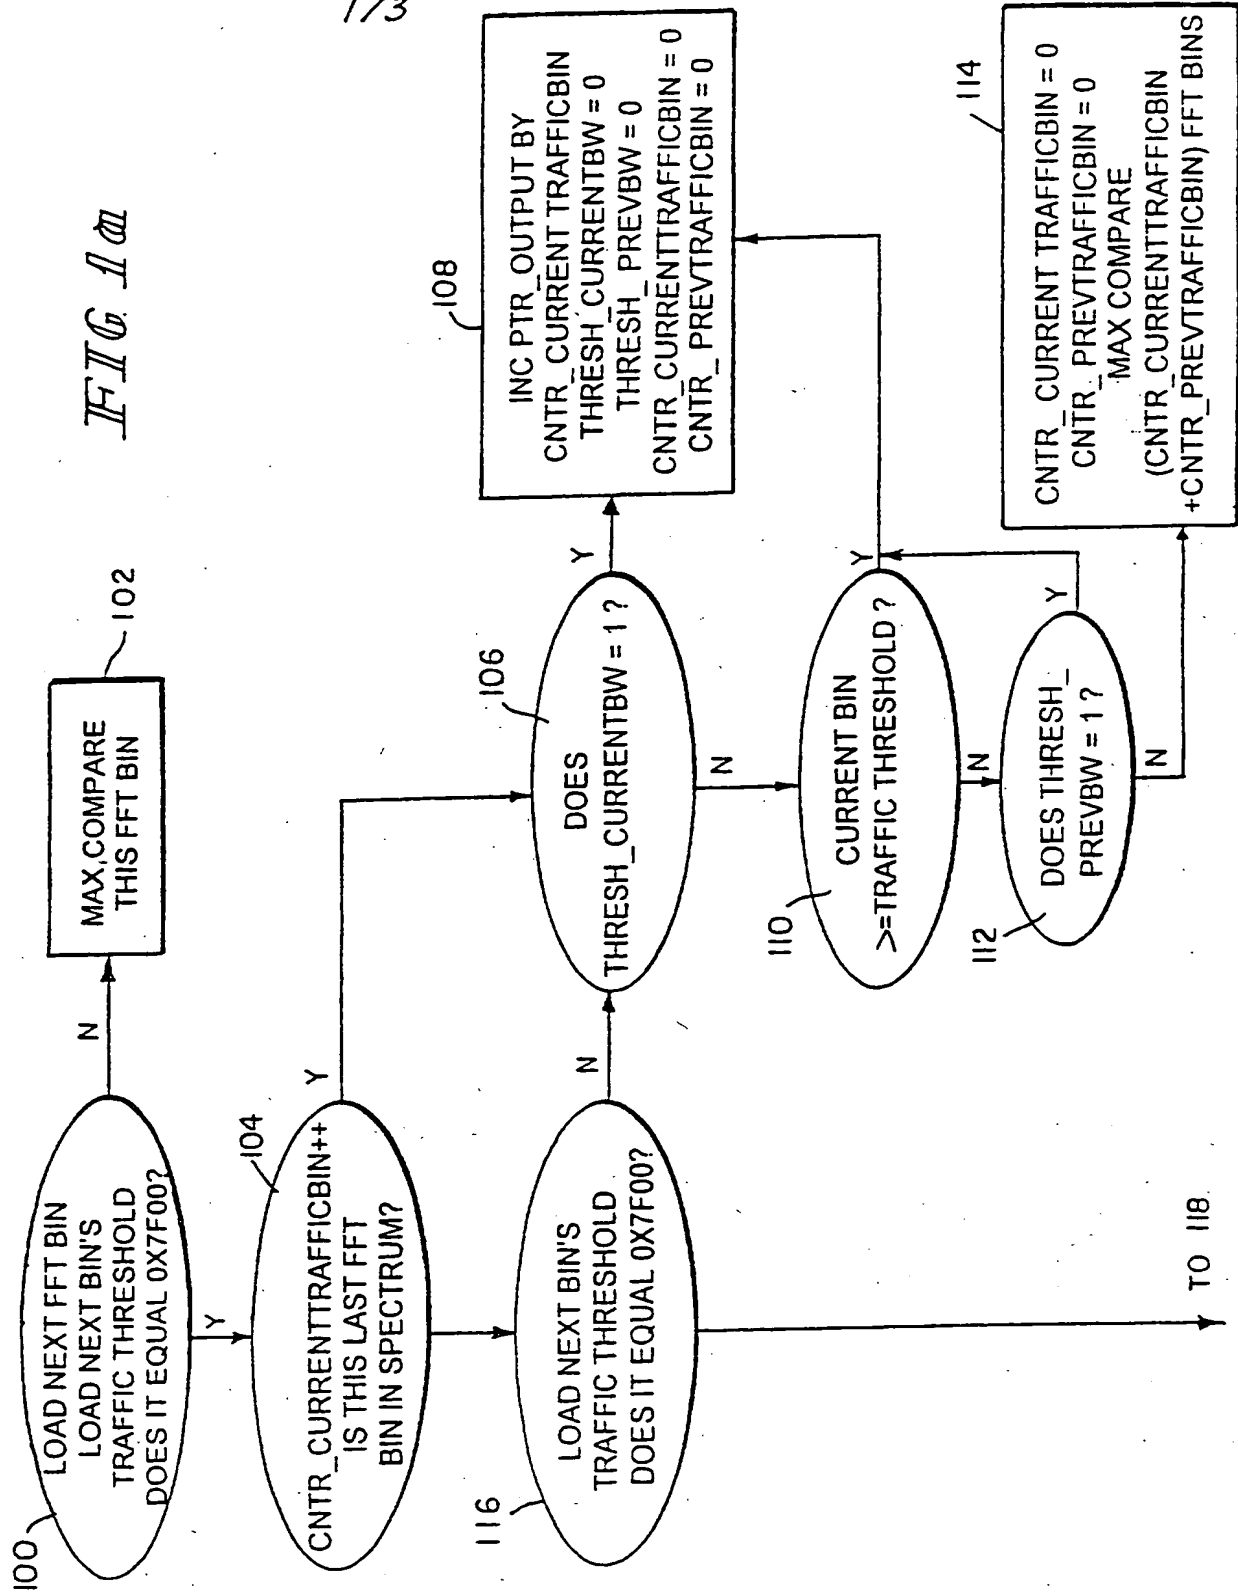 1/3
FIG. 1a
100
LOAD NEXT FFT BIN
LOAD NEXT BIN'S
TRAFFIC THRESHOLD
DOES IT EQUAL 0X7F00?
N
MAX,COMPARE
THIS FFT BIN
102
Y
104
CNTR_CURRENTTRAFFICBIN++
IS THIS LAST FFT
BIN IN SPECTRUM?
Y
116
LOAD NEXT BIN'S
TRAFFIC THRESHOLD
DOES IT EQUAL 0X7F00?
N
TO 118
106
DOES
THRESH_CURRENTBW = 1 ?
Y
N
108
INC PTR_OUTPUT BY
CNTR_CURRENT TRAFFICBIN
THRESH_CURRENTBW = 0
THRESH_PREVBW = 0
CNTR_CURRENTTRAFFICBIN = 0
CNTR_PREVTRAFFICBIN = 0
110
CURRENT BIN
>=TRAFFIC THRESHOLD ?
Y
N
112
DOES THRESH_
PREVBW = 1 ?
Y
N
114
CNTR_CURRENT TRAFFICBIN = 0
CNTR_PREVTRAFFICBIN = 0
MAX COMPARE
(CNTR_CURRENTTRAFFICBIN
+CNTR_PREVTRAFFICBIN) FFT BINS